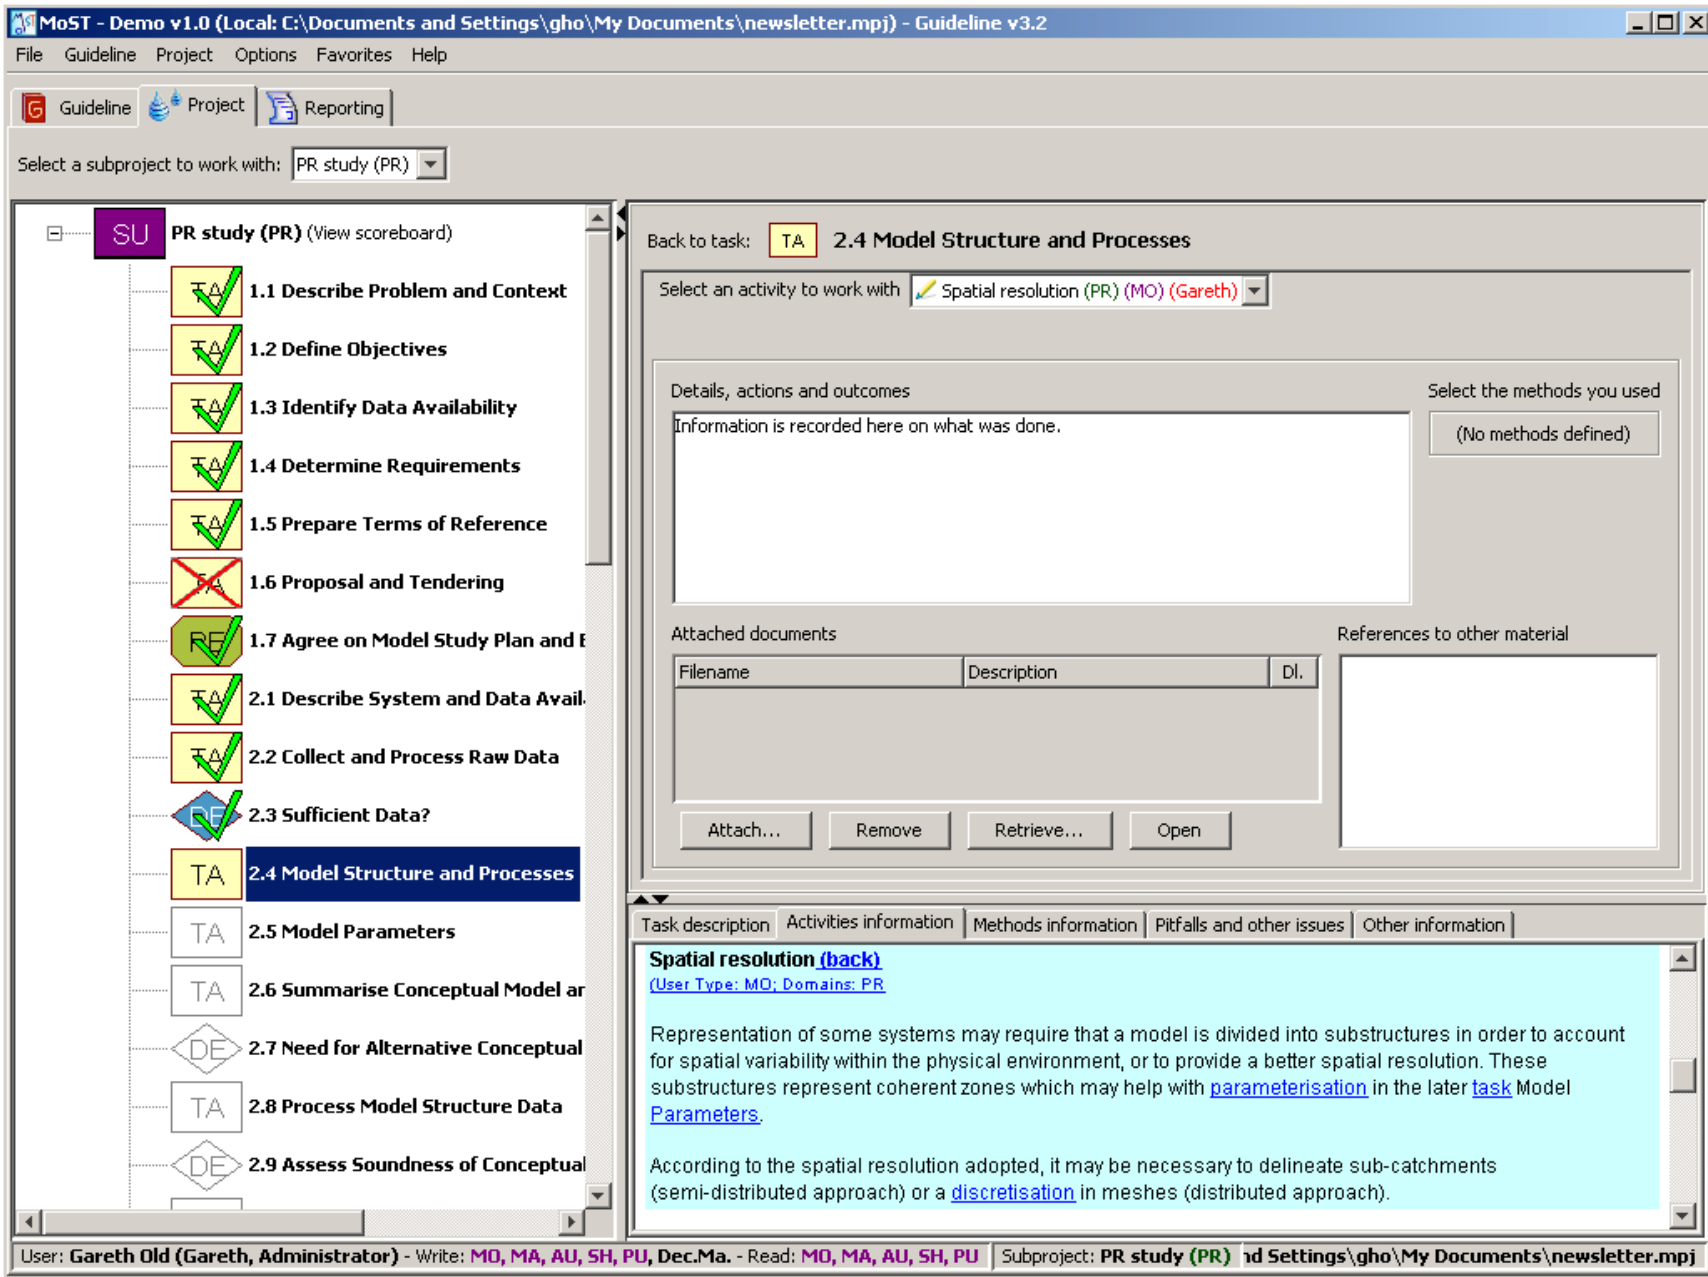 MoST - Demo v1.0 (Local: C:\Documents and Settings\gho\My Documents\newsletter.mpj) - Guideline v3.2
File Guideline Project Options Favorites Help
Guideline Project Reporting
Select a subproject to work with: PR study (PR)
SU PR study (PR) (View scoreboard)
TA 1.1 Describe Problem and Context
TA 1.2 Define Objectives
TA 1.3 Identify Data Availability
TA 1.4 Determine Requirements
TA 1.5 Prepare Terms of Reference
TA 1.6 Proposal and Tendering
RE 1.7 Agree on Model Study Plan and
TA 2.1 Describe System and Data Avail
TA 2.2 Collect and Process Raw Data
DE 2.3 Sufficient Data?
TA 2.4 Model Structure and Processes
TA 2.5 Model Parameters
TA 2.6 Summarise Conceptual Model
DE 2.7 Need for Alternative Conceptual
TA 2.8 Process Model Structure Data
DE 2.9 Assess Soundness of Conceptual
Back to task: TA 2.4 Model Structure and Processes
Select an activity to work with Spatial resolution (PR) (MO) (Gareth)
Details, actions and outcomes
Select the methods you used
Information is recorded here on what was done.
(No methods defined)
Attached documents
References to other material
Filename Description Dl.
Attach... Remove Retrieve... Open
Task description Activities information Methods information Pitfalls and other issues Other information
Spatial resolution (back)
(User Type: MO; Domains: PR
Representation of some systems may require that a model is divided into substructures in order to account
for spatial variability within the physical environment, or to provide a better spatial resolution. These
substructures represent coherent zones which may help with parameterisation in the later task Model
Parameters.
According to the spatial resolution adopted, it may be necessary to delineate sub-catchments
(semi-distributed approach) or a discretisation in meshes (distributed approach).
User: Gareth Old (Gareth, Administrator) - Write: MO, MA, AU, SH, PU, Dec.Ma. - Read: MO, MA, AU, SH, PU Subproject: PR study (PR) nd Settings\gho\My Documents\newsletter.mpj